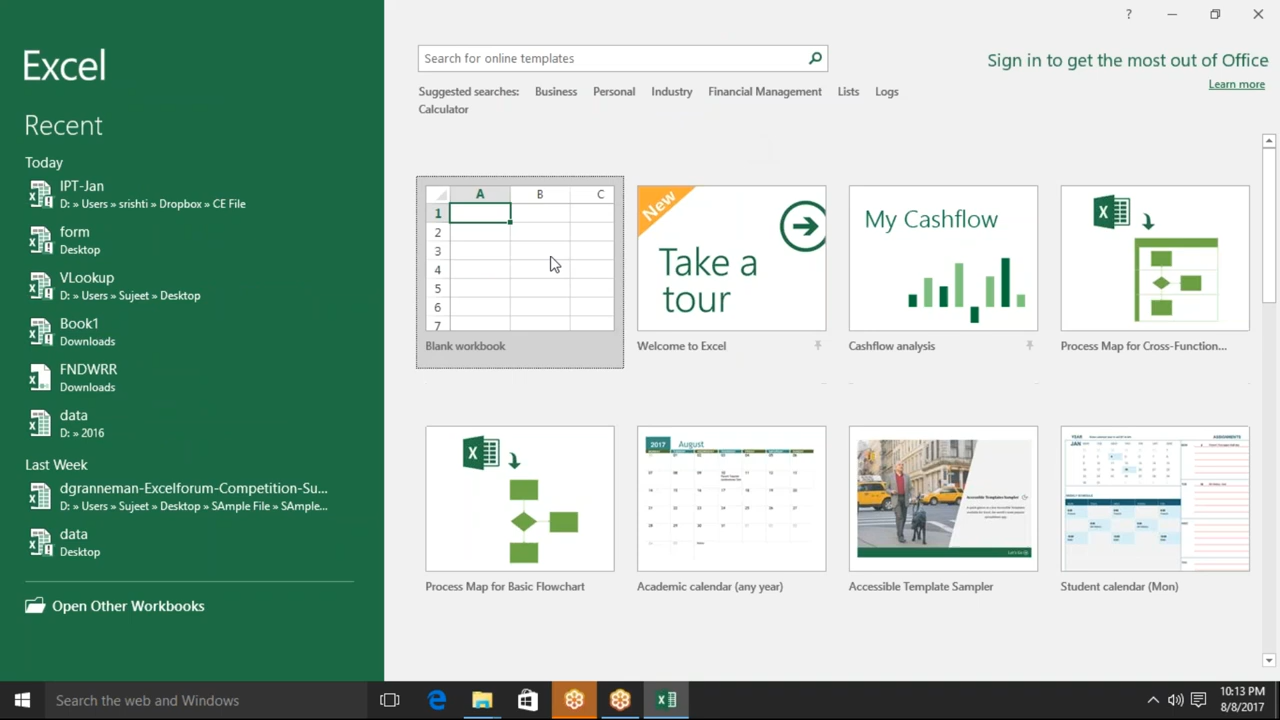 Excel
Recent
Today
IPT-Jan
D: » Users » srishti » Dropbox » CE File
form
Desktop
VLookup
D: » Users » Sujeet » Desktop
Book1
Downloads
FNDWRR
Downloads
data
D: » 2016
Last Week
dgranneman-Excelforum-Competition-Su...
D: » Users » Sujeet » Desktop » SAmple File » SAmple...
data
Desktop
Open Other Workbooks
?
Search for online templates
Sign in to get the most out of Office
Learn more
Suggested searches: Business Personal Industry Financial Management Lists Logs
Calculator
A B C
1
2
3
4
5
6
7
Blank workbook
New
Take a
tour
Welcome to Excel
My Cashflow
Cashflow analysis
Process Map for Cross-Function...
Process Map for Basic Flowchart
2017 August
Academic calendar (any year)
Accessible Template Sampler
Accessible Template Sampler
YEAR
JAN
ASSIGNMENTS
Student calendar (Mon)
Search the web and Windows
10:13 PM
8/8/2017